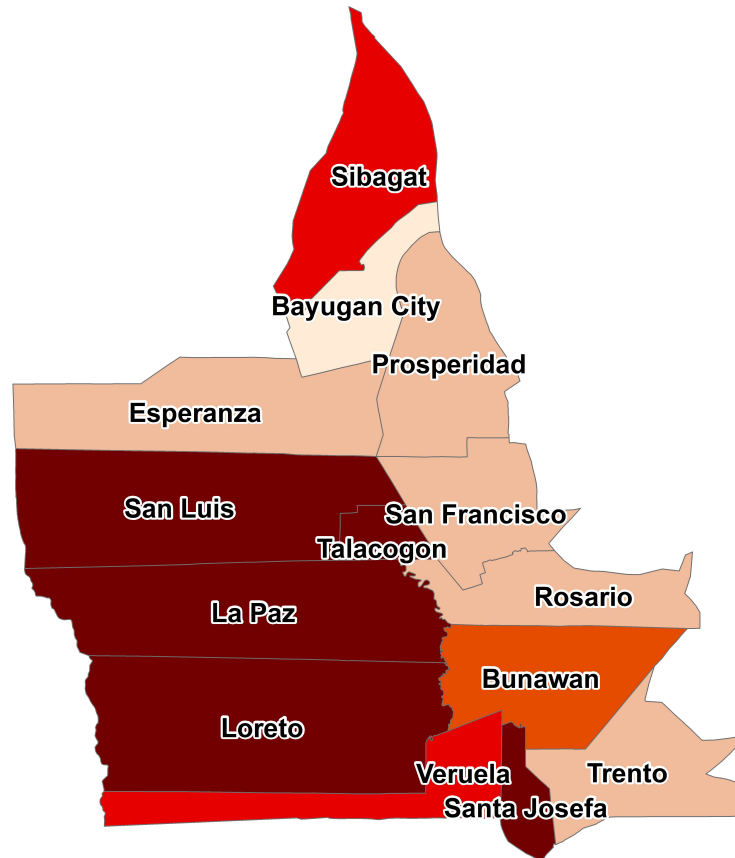 Sibagat
Bayugan City
Prosperidad
Esperanza
San Luis
San Francisco
Talacogon
Rosario
La Paz
Bunawan
Loreto
Veruela
Trento
Santa Josefa